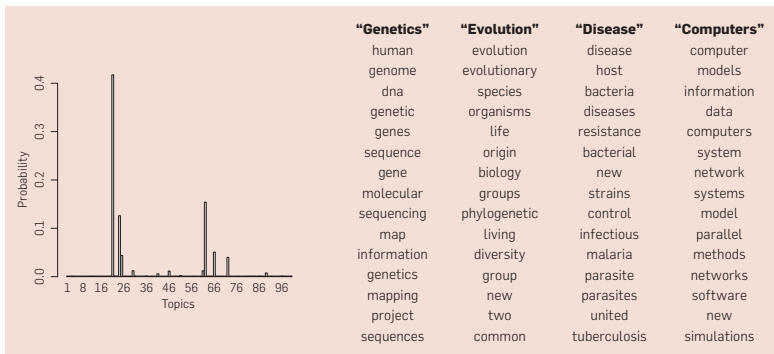 “Genetics” “Evolution” “Disease” “Computers”
human evolution disease computer
genome evolutionary host models
dna species bacteria information
genetic organisms diseases data
genes life resistance computers
sequence origin bacterial system
gene biology new network
molecular groups strains systems
sequencing phylogenetic control model
map living infectious parallel
information diversity malaria methods
genetics group parasite networks
mapping new parasites software
project two united new
sequences common tuberculosis simulations
Probability
0.4
0.3
0.2
0.1
0.0
1 8 16 26 36 46 56 66 76 86 96
Topics